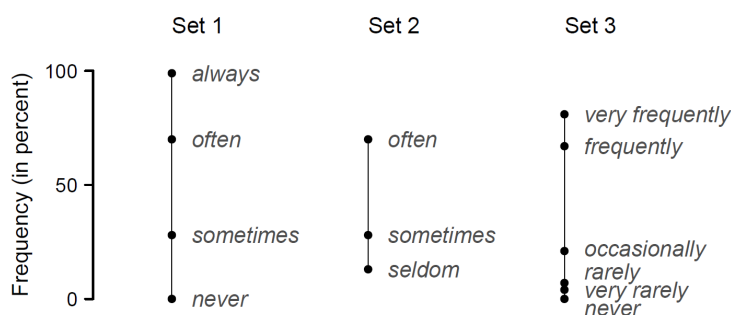 Set 1
Set 2
Set 3
Frequency (in percent)
100
50
0
always
often
sometimes
never
often
sometimes
seldom
very frequently
frequently
occasionally
rarely
very rarely
never